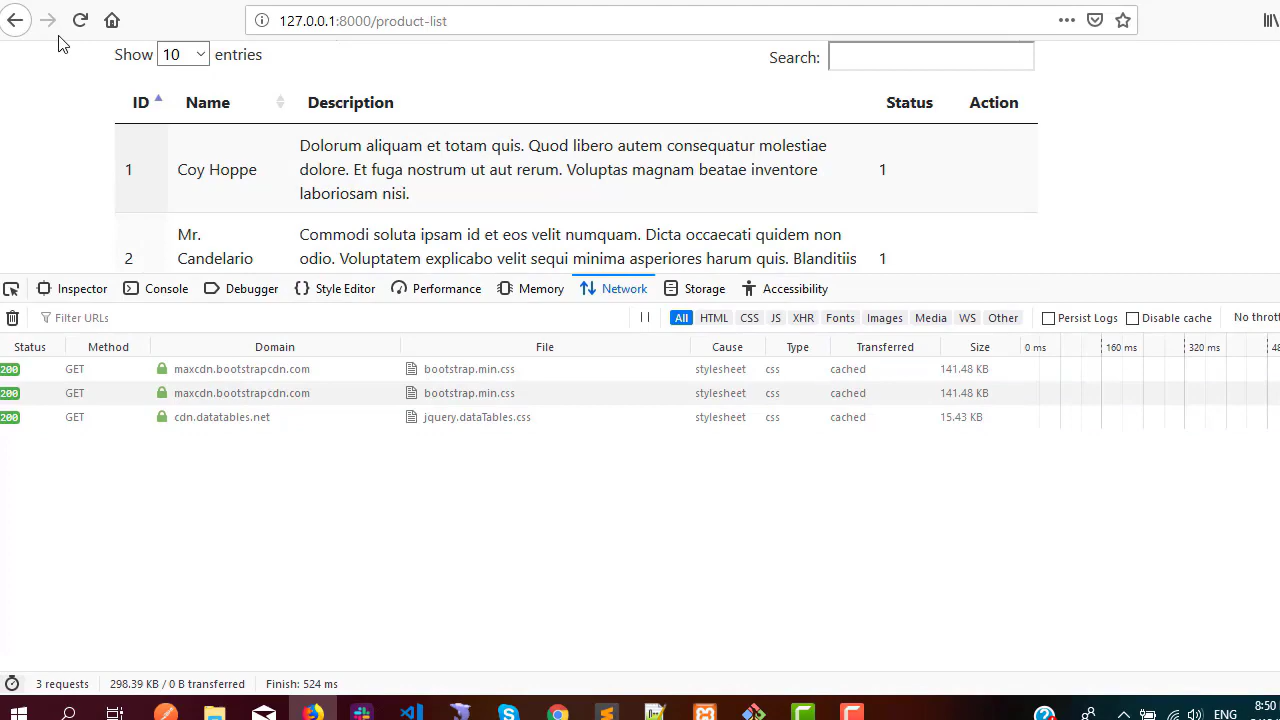 127.0.0.1:8000/product-list
Show 10 entries
Search:
ID Name Description Status Action
1 Coy Hoppe Dolorum aliquam et totam quis. Quod libero autem consequatur molestiae dolore. Et fuga nostrum ut aut rerum. Voluptas magnam beatae inventore laboriosam nisi. 1
2 Mr. Candelario Commodi soluta ipsam id et eos velit numquam. Dicta occaecati quidem non odio. Voluptatem explicabo velit sequi minima asperiores harum quis. Blanditiis 1
Inspector Console Debugger Style Editor Performance Memory Network Storage Accessibility
Filter URLs All HTML CSS JS XHR Fonts Images Media WS Other Persist Logs Disable cache No throt
Status Method Domain File Cause Type Transferred Size 0 ms 160 ms 320 ms 48
200 GET maxcdn.bootstrapcdn.com bootstrap.min.css stylesheet css cached 141.48 KB
200 GET maxcdn.bootstrapcdn.com bootstrap.min.css stylesheet css cached 141.48 KB
200 GET cdn.datatables.net jquery.dataTables.css stylesheet css cached 15.43 KB
3 requests 298.39 KB / 0 B transferred Finish: 524 ms
ENG 8:50